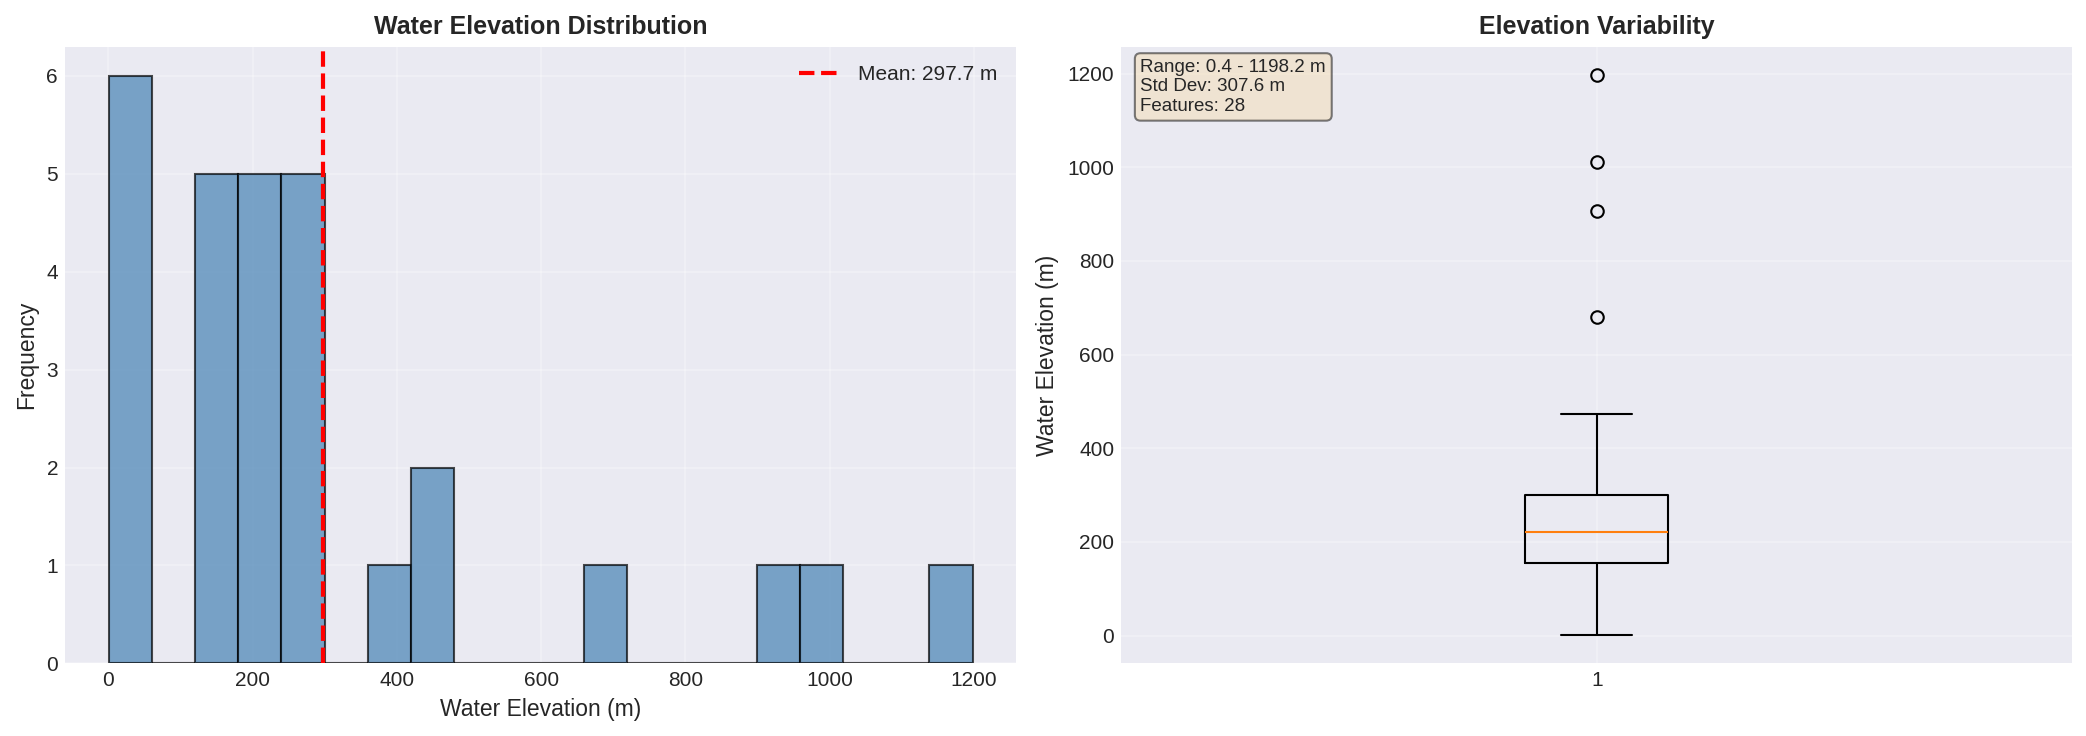 Water Elevation Distribution
Mean: 297.7 m
6
5
4
3
2
1
0
Frequency
0 200 400 600 800 1000 1200
Water Elevation (m)
Elevation Variability
Range: 0.4 - 1198.2 m
Std Dev: 307.6 m
Features: 28
1200
1000
800
600
400
200
0
Water Elevation (m)
1